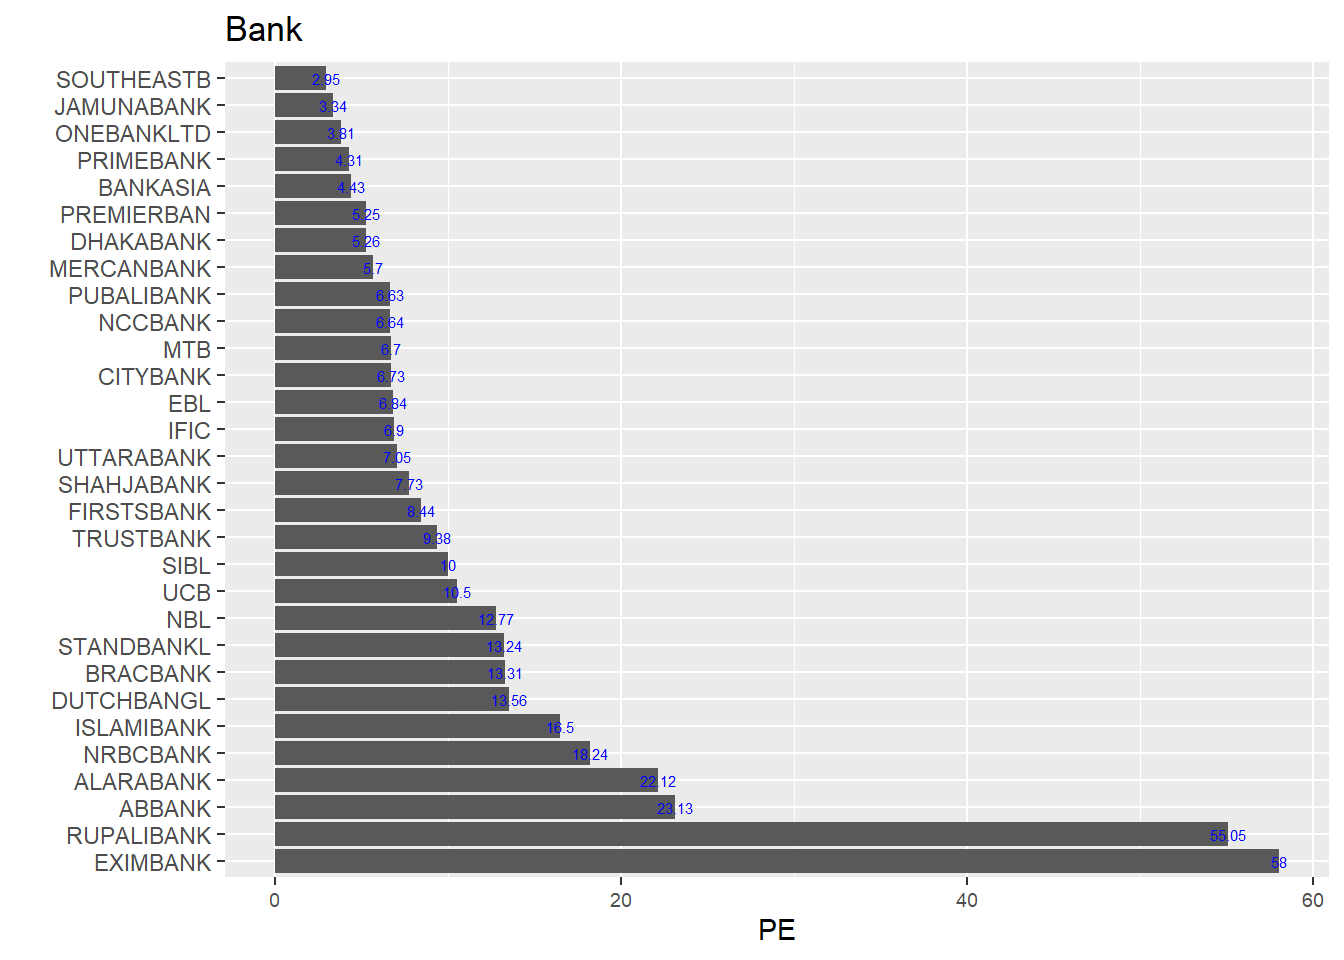 Bank
SOUTHEASTB 2.95
JAMUNABANK 3.34
ONEBANKLTD 3.81
PRIMEBANK 4.31
BANKASIA 4.43
PREMIERBAN 5.25
DHAKABANK 5.26
MERCANBANK 5.7
PUBALIBANK 6.63
NCCBANK 6.64
MTB 6.7
CITYBANK 6.73
EBL 6.84
IFIC 6.9
UTTARABANK 7.05
SHAHJABANK 7.73
FIRSTSBANK 8.44
TRUSTBANK 9.38
SIBL 10
UCB 10.5
NBL 12.77
STANDBANKL 13.24
BRACBANK 13.31
DUTCHBANGL 13.56
ISLAMIBANK 16.5
NRBCBANK 18.24
ALARABANK 22.12
ABBANK 23.13
RUPALIBANK 55.05
EXIMBANK 58
0 20 40 60
PE